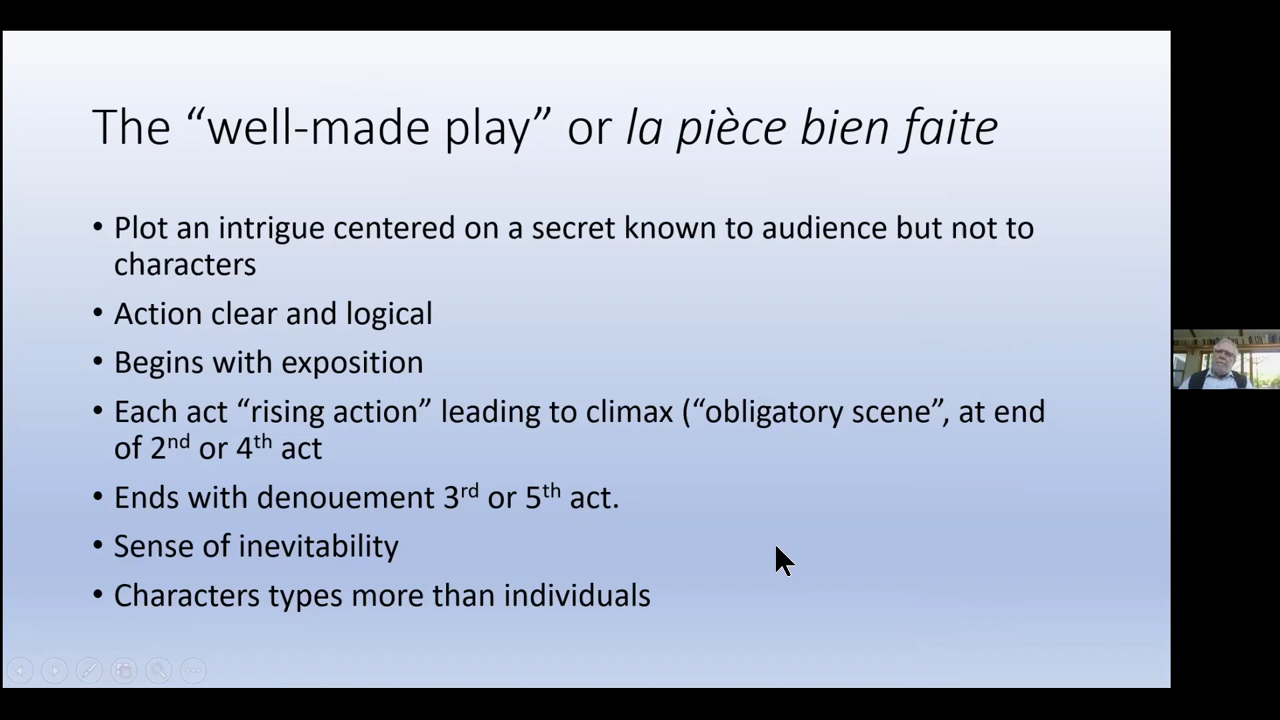 The “well-made play” or la pièce bien faite
• Plot an intrigue centered on a secret known to audience but not to
characters
• Action clear and logical
• Begins with exposition
• Each act “rising action” leading to climax (“obligatory scene”, at end
of 2nd or 4th act
• Ends with denouement 3rd or 5th act.
• Sense of inevitability
• Characters types more than individuals